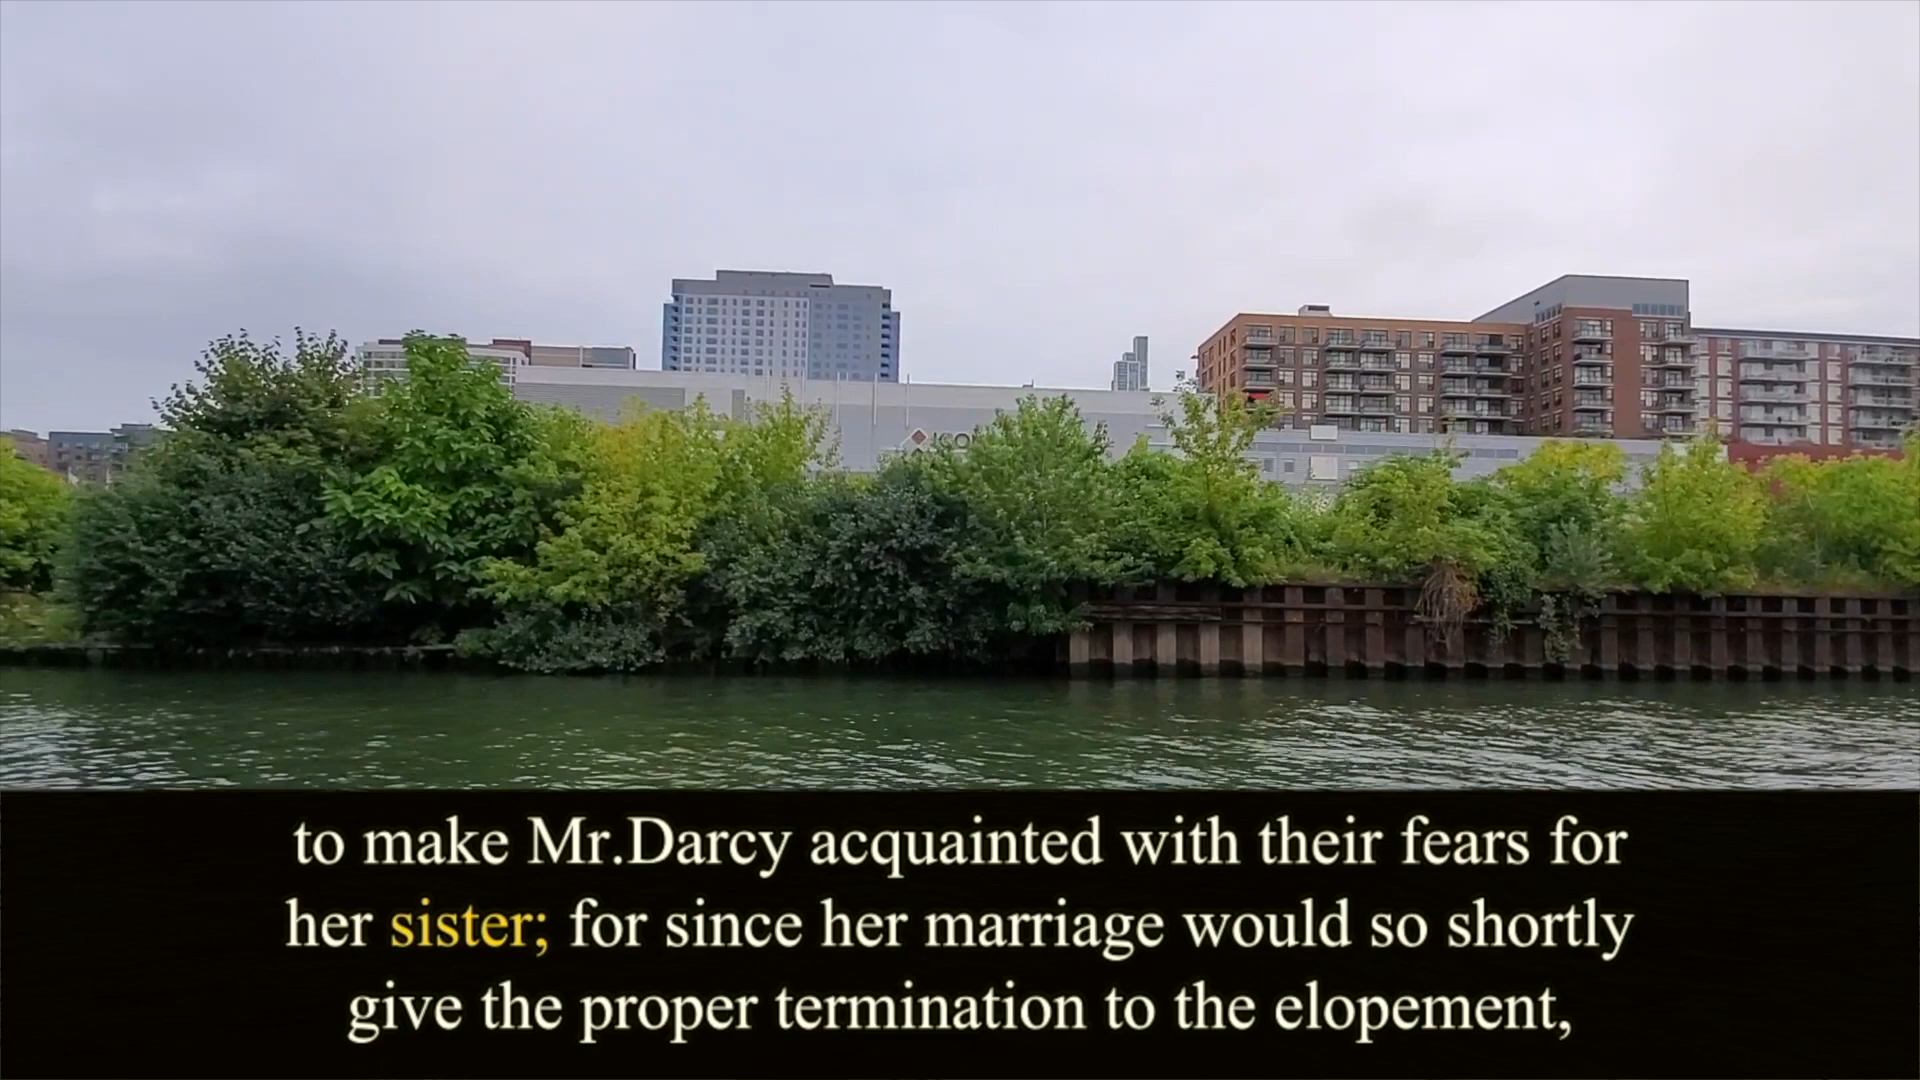 ICO
to make Mr.Darcy acquainted with their fears for
her sister; for since her marriage would so shortly
give the proper termination to the elopement,